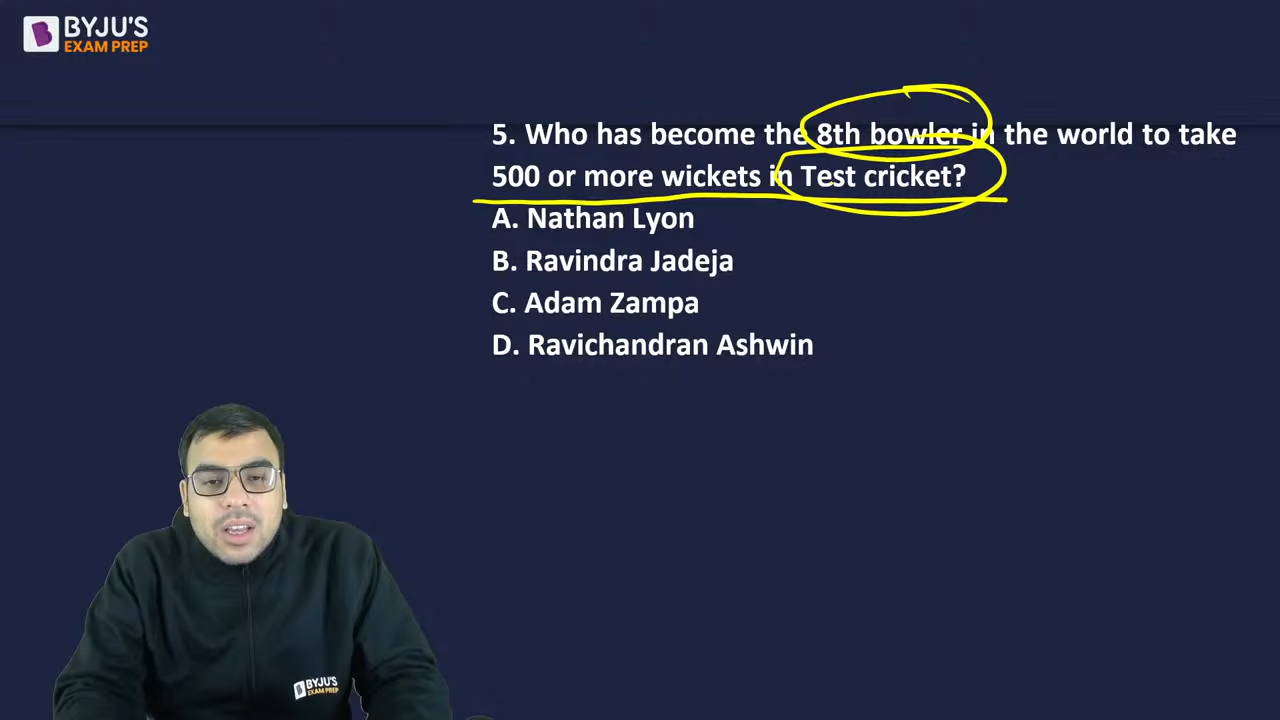 BYJU'S
EXAM PREP
5. Who has become the 8th bowler in the world to take
500 or more wickets in Test cricket?
A. Nathan Lyon
B. Ravindra Jadeja
C. Adam Zampa
D. Ravichandran Ashwin
BYJU'S
EXAM PREP